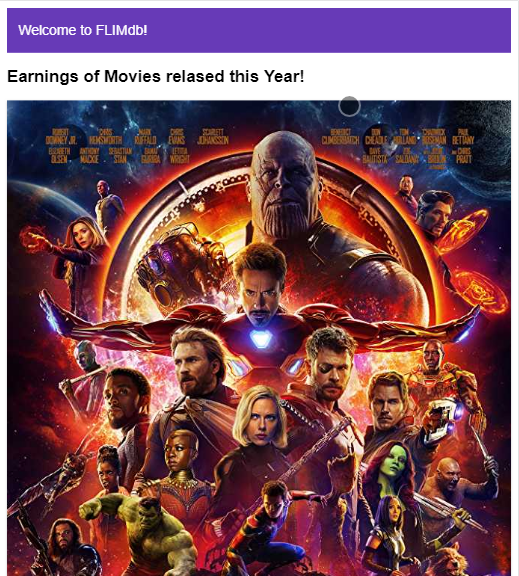 Welcome to FLIMdb!
Earnings of Movies relased this Year!
ROBERT CHRIS MARK CHRIS SCARLETT BENEDICT DON TOM CHADWICK PAUL
DOWNEY JR. HEMSWORTH RUFFALO EVANS JOHANSSON CUMBERBATCH CHEADLE HOLLAND BOSEMAN BETTANY
ELIZABETH ANTHONY SEBASTIAN DANAI LETITIA DAVE ZOE JOSH AND CHRIS
OLSEN MACKIE STAN GURIRA WRIGHT BAUTISTA SALDANA BROLIN PRATT